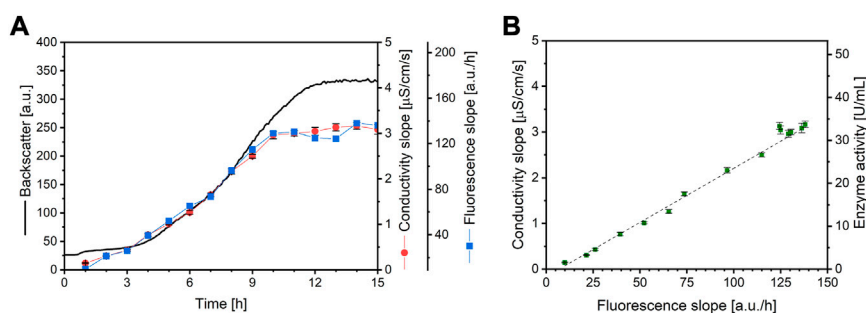 A
400
350
300
250
200
150
100
50
0
Backscatter [a.u.]
0 3 6 9 12 15
Time [h]
5
4
3
2
1
0
Conductivity slope [µS/cm/s]
200
160
120
80
40
Fluorescence slope [a.u./h]
B
5
4
3
2
1
0
Conductivity slope [µS/cm/s]
0 25 50 75 100 125 150
Fluorescence slope [a.u./h]
50
40
30
20
10
0
Enzyme activity [U/mL]